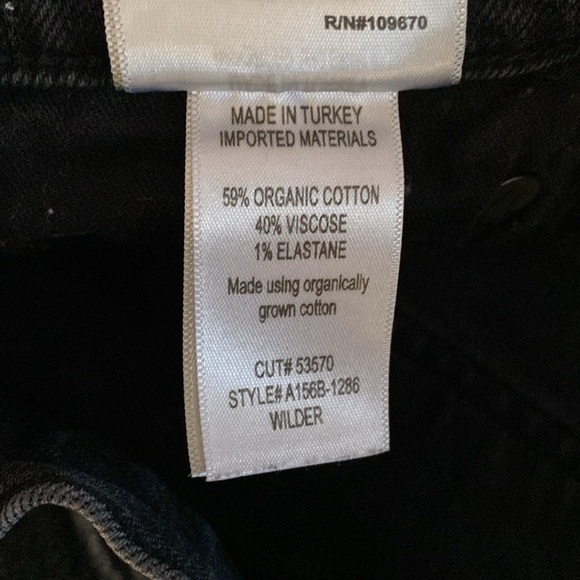 R/N#109670
MADE IN TURKEY
IMPORTED MATERIALS
59% ORGANIC COTTON
40% VISCOSE
1% ELASTANE
Made using organically
grown cotton
CUT# 53570
STYLE# A156B-1286
WILDER